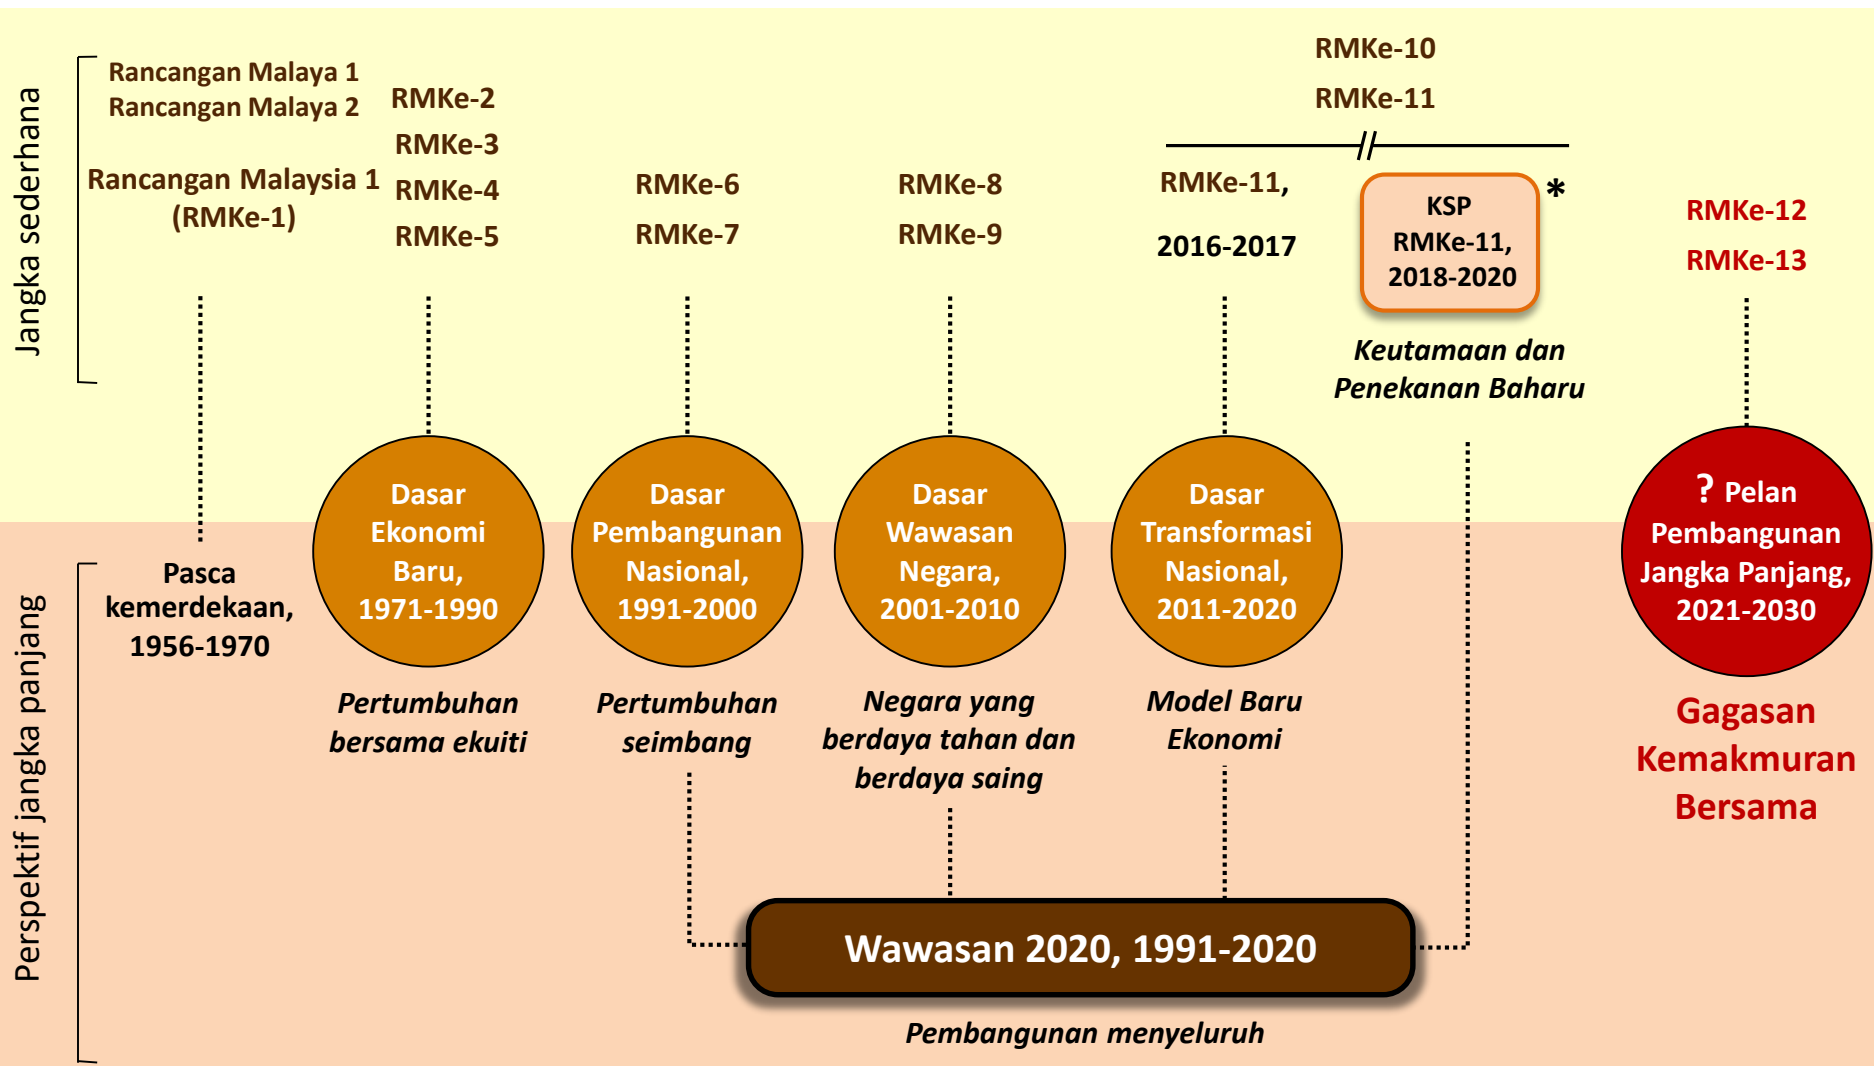 Jangka sederhana
Rancangan Malaya 1
Rancangan Malaya 2
Rancangan Malaysia 1
(RMKe-1)
RMKe-2
RMKe-3
RMKe-4
RMKe-5
RMKe-6
RMKe-7
RMKe-8
RMKe-9
RMKe-10
RMKe-11
RMKe-11,
2016-2017
KSP
RMKe-11,
2018-2020
*
Keutamaan dan
Penekanan Baharu
RMKe-12
RMKe-13
Perspektif jangka panjang
Pasca
kemerdekaan,
1956-1970
Dasar
Ekonomi
Baru,
1971-1990
Pertumbuhan
bersama ekuiti
Dasar
Pembangunan
Nasional,
1991-2000
Pertumbuhan
seimbang
Dasar
Wawasan
Negara,
2001-2010
Negara yang
berdaya tahan dan
berdaya saing
Dasar
Transformasi
Nasional,
2011-2020
Model Baru
Ekonomi
? Pelan
Pembangunan
Jangka Panjang,
2021-2030
Gagasan
Kemakmuran
Bersama
Wawasan 2020, 1991-2020
Pembangunan menyeluruh